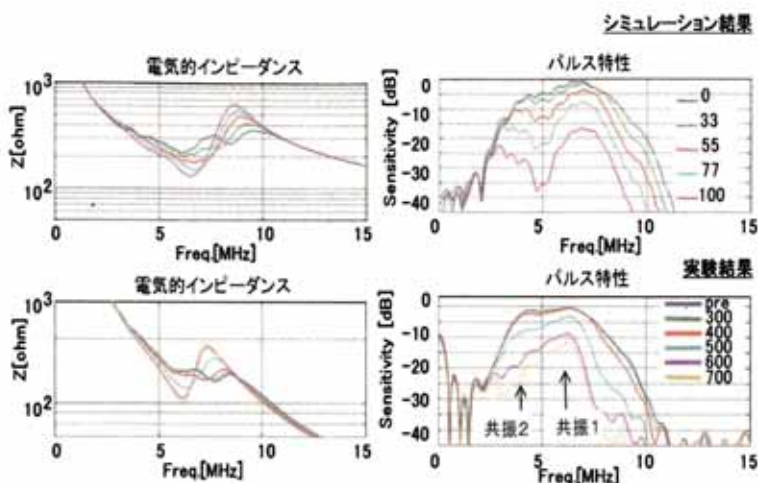 シミュレーション結果
電気的インピーダンス
Z[ohm]
10³
10²
0 5 10 15
Freq.[MHz]
パルス特性
Sensitivity [dB]
0
-10
-20
-30
-40
0 5 10 15
Freq.[MHz]
0
33
55
77
100
電気的インピーダンス
Z[ohm]
10³
10²
0 5 10 15
Freq.[MHz]
実験結果
パルス特性
Sensitivity [dB]
0
-10
-20
-30
-40
0 5 10 15
Freq.[MHz]
pre
300
400
500
600
700
共振2 共振1